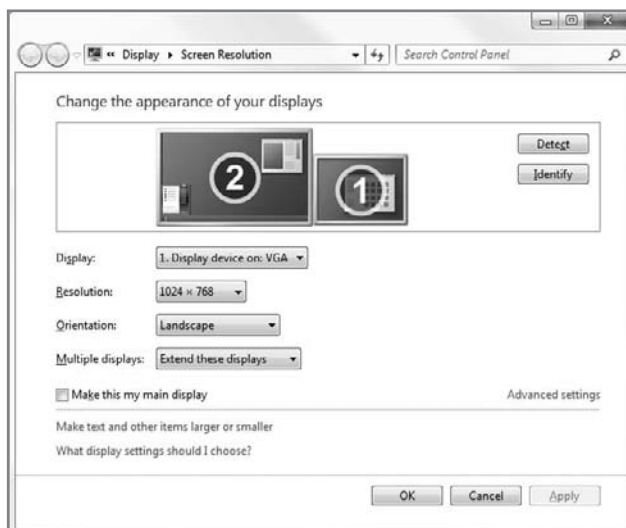 « Display ▸ Screen Resolution Search Control Panel
Change the appearance of your displays
2 1
Detect
Identify
Display: 1. Display device on: VGA
Resolution: 1024 × 768
Orientation: Landscape
Multiple displays: Extend these displays
Make this my main display Advanced settings
Make text and other items larger or smaller
What display settings should I choose?
OK Cancel Apply